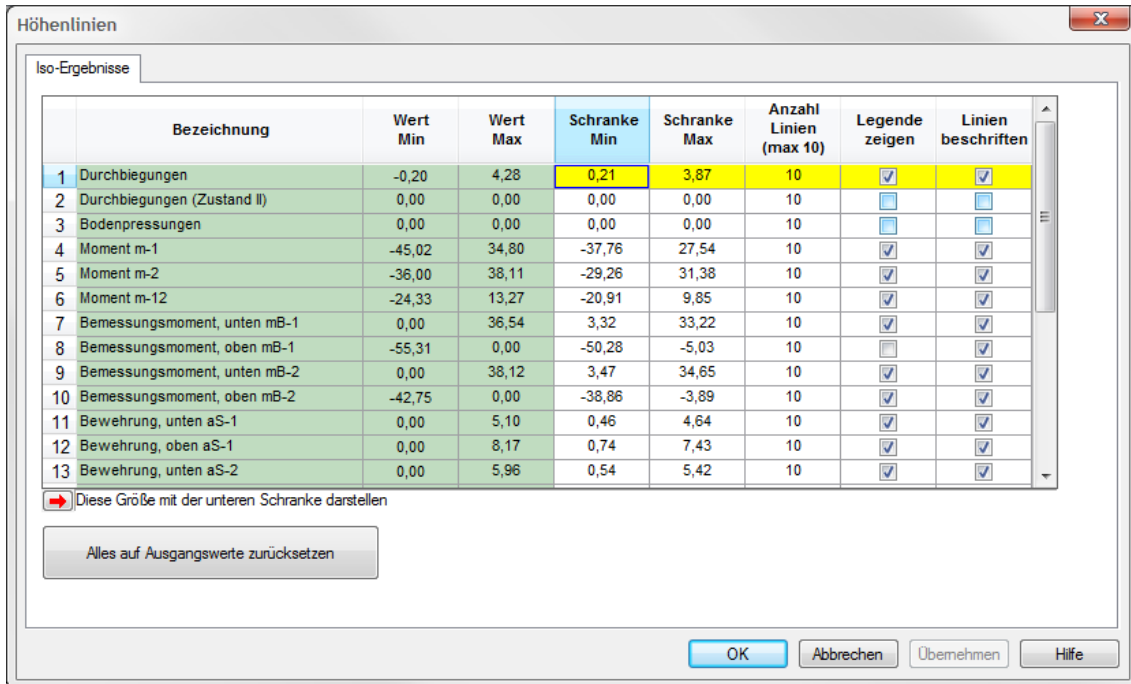 Höhenlinien
Iso-Ergebnisse
Bezeichnung Wert Min Wert Max Schranke Min Schranke Max Anzahl Linien (max 10) Legende zeigen Linien beschriften
1 Durchbiegungen -0,20 4,28 0,21 3,87 10
2 Durchbiegungen (Zustand II) 0,00 0,00 0,00 0,00 10
3 Bodenpressungen 0,00 0,00 0,00 0,00 10
4 Moment m-1 -45,02 34,80 -37,76 27,54 10
5 Moment m-2 -36,00 38,11 -29,26 31,38 10
6 Moment m-12 -24,33 13,27 -20,91 9,85 10
7 Bemessungsmoment, unten mB-1 0,00 36,54 3,32 33,22 10
8 Bemessungsmoment, oben mB-1 -55,31 0,00 -50,28 -5,03 10
9 Bemessungsmoment, unten mB-2 0,00 38,12 3,47 34,65 10
10 Bemessungsmoment, oben mB-2 -42,75 0,00 -38,86 -3,89 10
11 Bewehrung, unten aS-1 0,00 5,10 0,46 4,64 10
12 Bewehrung, oben aS-1 0,00 8,17 0,74 7,43 10
13 Bewehrung, unten aS-2 0,00 5,96 0,54 5,42 10
Diese Größe mit der unteren Schranke darstellen
Alles auf Ausgangswerte zurücksetzen
OK Abbrechen Übernehmen Hilfe